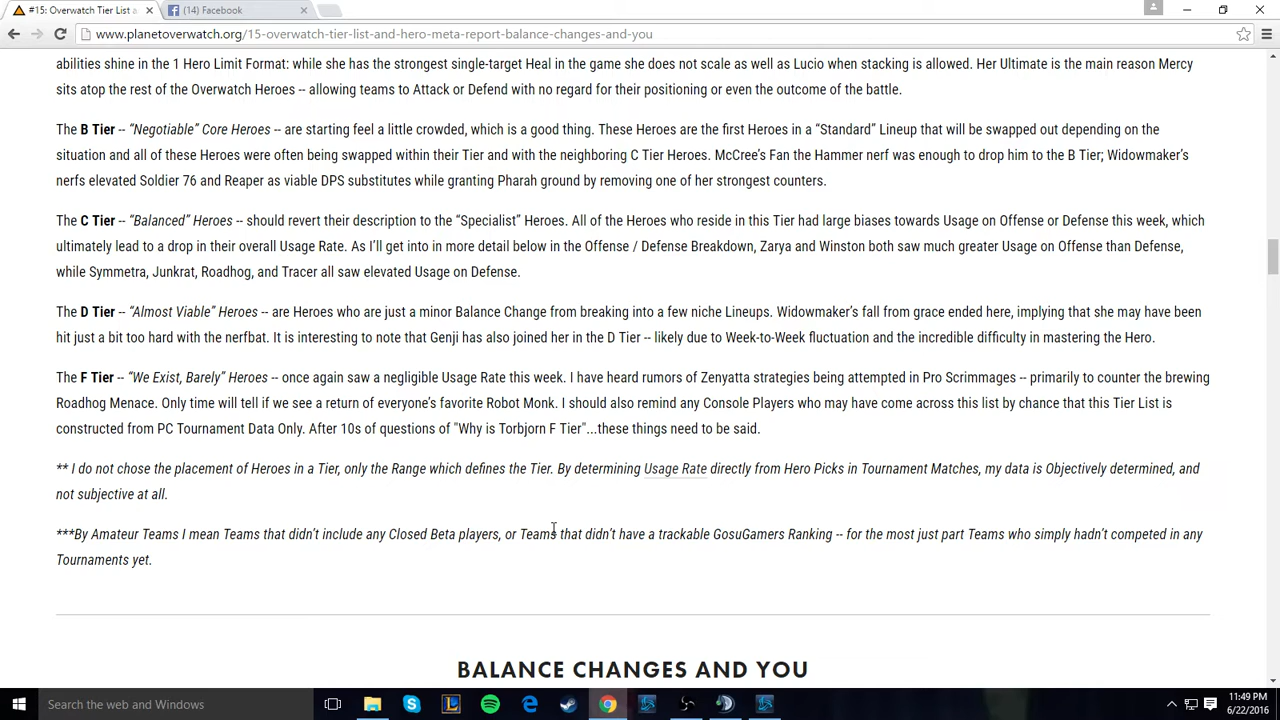 #15: Overwatch Tier List a
(14) Facebook
www.planetoverwatch.org/15-overwatch-tier-list-and-hero-meta-report-balance-changes-and-you
abilities shine in the 1 Hero Limit Format: while she has the strongest single-target Heal in the game she does not scale as well as Lucio when stacking is allowed. Her Ultimate is the main reason Mercy
sits atop the rest of the Overwatch Heroes -- allowing teams to Attack or Defend with no regard for their positioning or even the outcome of the battle.
The B Tier -- “Negotiable” Core Heroes -- are starting feel a little crowded, which is a good thing. These Heroes are the first Heroes in a “Standard” Lineup that will be swapped out depending on the
situation and all of these Heroes were often being swapped within their Tier and with the neighboring C Tier Heroes. McCree’s Fan the Hammer nerf was enough to drop him to the B Tier; Widowmaker’s
nerfs elevated Soldier 76 and Reaper as viable DPS substitutes while granting Pharah ground by removing one of her strongest counters.
The C Tier -- “Balanced” Heroes -- should revert their description to the “Specialist” Heroes. All of the Heroes who reside in this Tier had large biases towards Usage on Offense or Defense this week, which
ultimately lead to a drop in their overall Usage Rate. As I’ll get into in more detail below in the Offense / Defense Breakdown, Zarya and Winston both saw much greater Usage on Offense than Defense,
while Symmetra, Junkrat, Roadhog, and Tracer all saw elevated Usage on Defense.
The D Tier -- “Almost Viable” Heroes -- are Heroes who are just a minor Balance Change from breaking into a few niche Lineups. Widowmaker’s fall from grace ended here, implying that she may have been
hit just a bit too hard with the nerfbat. It is interesting to note that Genji has also joined her in the D Tier -- likely due to Week-to-Week fluctuation and the incredible difficulty in mastering the Hero.
The F Tier -- “We Exist, Barely” Heroes -- once again saw a negligible Usage Rate this week. I have heard rumors of Zenyatta strategies being attempted in Pro Scrimmages -- primarily to counter the brewing
Roadhog Menace. Only time will tell if we see a return of everyone’s favorite Robot Monk. I should also remind any Console Players who may have come across this list by chance that this Tier List is
constructed from PC Tournament Data Only. After 10s of questions of "Why is Torbjorn F Tier"...these things need to be said.
** I do not chose the placement of Heroes in a Tier, only the Range which defines the Tier. By determining Usage Rate directly from Hero Picks in Tournament Matches, my data is Objectively determined, and
not subjective at all.
***By Amateur Teams I mean Teams that didn’t include any Closed Beta players, or Teams that didn’t have a trackable GosuGamers Ranking -- for the most just part Teams who simply hadn’t competed in any
Tournaments yet.
BALANCE CHANGES AND YOU
Search the web and Windows
11:49 PM
6/22/2016